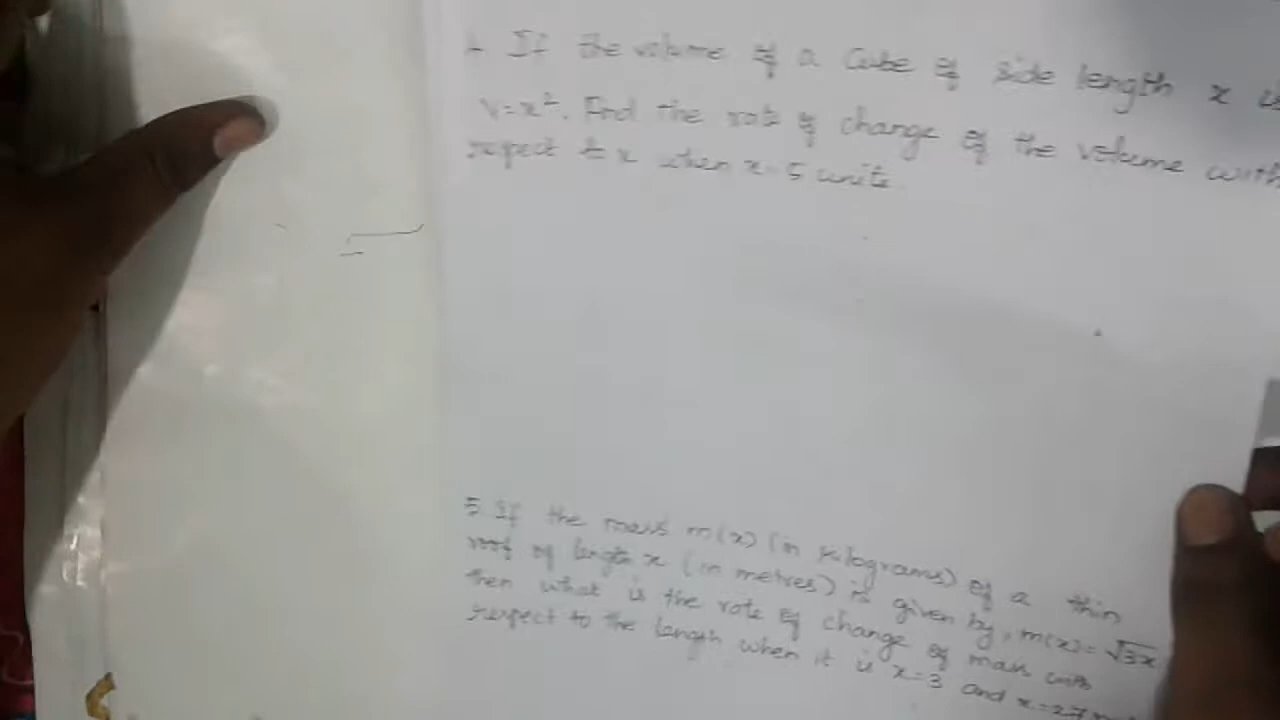 If the volume of a Cube of side length x is
V=x². Find the rate of change of the volume with
respect to x when x=5 units.
5. If the mass m(x) (in kilograms) of a thin
of length x (in metres) is given by, m(x)=√3x
then what is the rate of change of mass with
respect to the length when it is x=3 and x=27